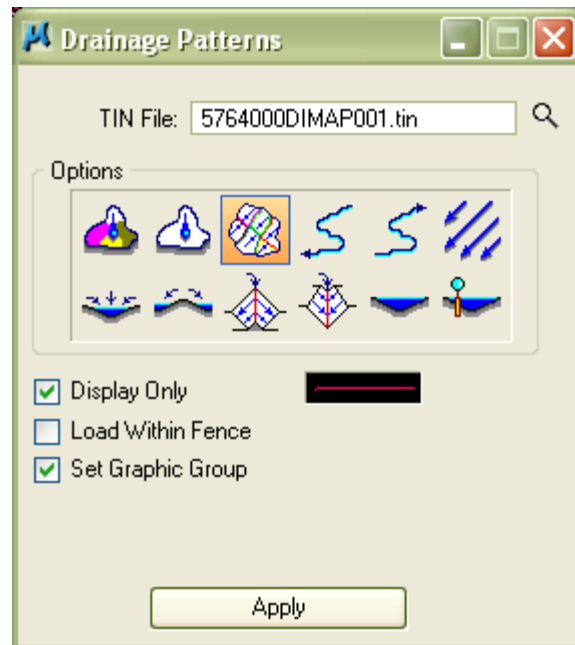 Drainage Patterns
TIN File: 5764000DIMAP001.tin
Options
Display Only
Load Within Fence
Set Graphic Group
Apply